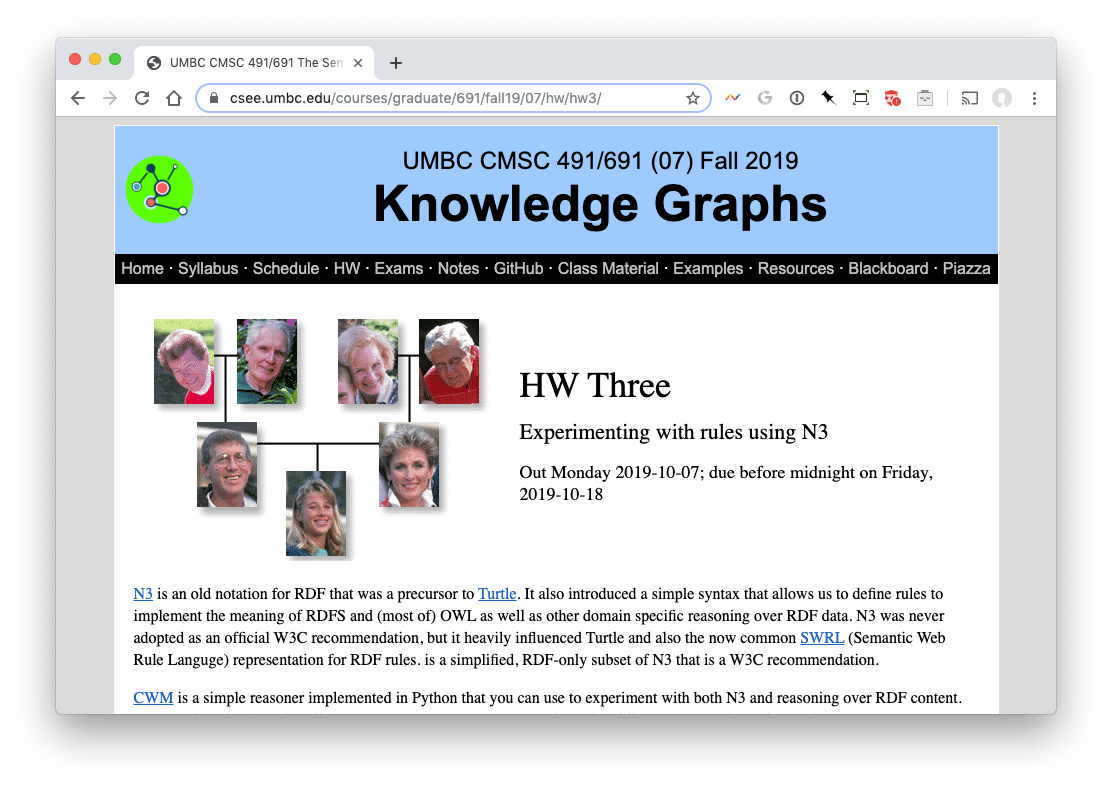 UMBC CMSC 491/691 The Sem
csee.umbc.edu/courses/graduate/691/fall19/07/hw/hw3/
UMBC CMSC 491/691 (07) Fall 2019
Knowledge Graphs
Home · Syllabus · Schedule · HW · Exams · Notes · GitHub · Class Material · Examples · Resources · Blackboard · Piazza
HW Three
Experimenting with rules using N3
Out Monday 2019-10-07; due before midnight on Friday,
2019-10-18
N3 is an old notation for RDF that was a precursor to Turtle. It also introduced a simple syntax that allows us to define rules to
implement the meaning of RDFS and (most of) OWL as well as other domain specific reasoning over RDF data. N3 was never
adopted as an official W3C recommendation, but it heavily influenced Turtle and also the now common SWRL (Semantic Web
Rule Languge) representation for RDF rules. is a simplified, RDF-only subset of N3 that is a W3C recommendation.
CWM is a simple reasoner implemented in Python that you can use to experiment with both N3 and reasoning over RDF content.